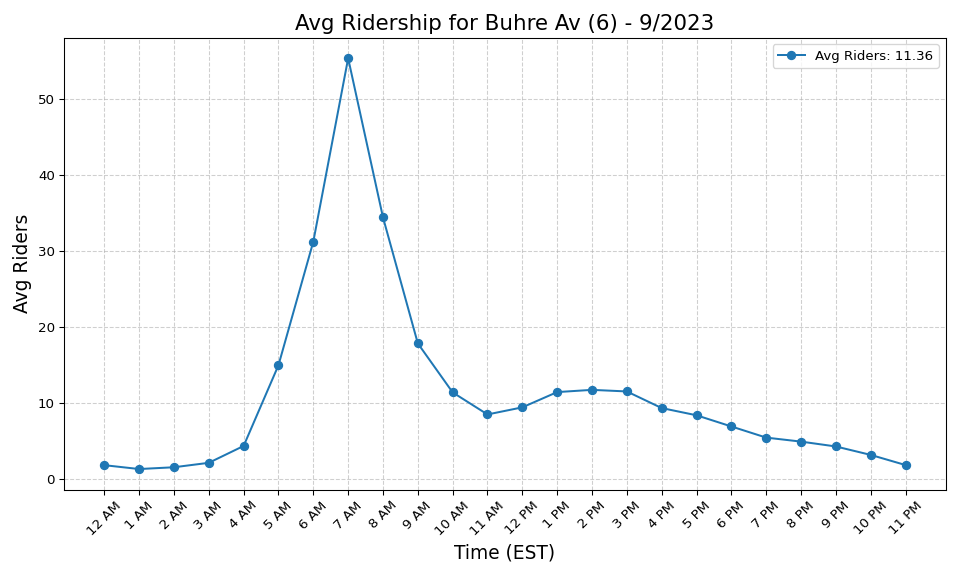 Avg Ridership for Buhre Av (6) - 9/2023
Avg Riders: 11.36
Avg Riders
50
40
30
20
10
0
12 AM 1 AM 2 AM 3 AM 4 AM 5 AM 6 AM 7 AM 8 AM 9 AM 10 AM 11 AM 12 PM 1 PM 2 PM 3 PM 4 PM 5 PM 6 PM 7 PM 8 PM 9 PM 10 PM 11 PM
Time (EST)